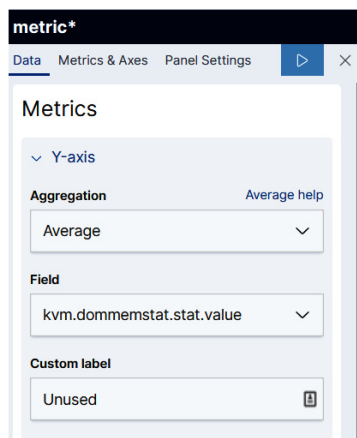 metric*
Data Metrics & Axes Panel Settings
Metrics
Y-axis
Aggregation Average help
Average
Field
kvm.dommemstat.stat.value
Custom label
Unused